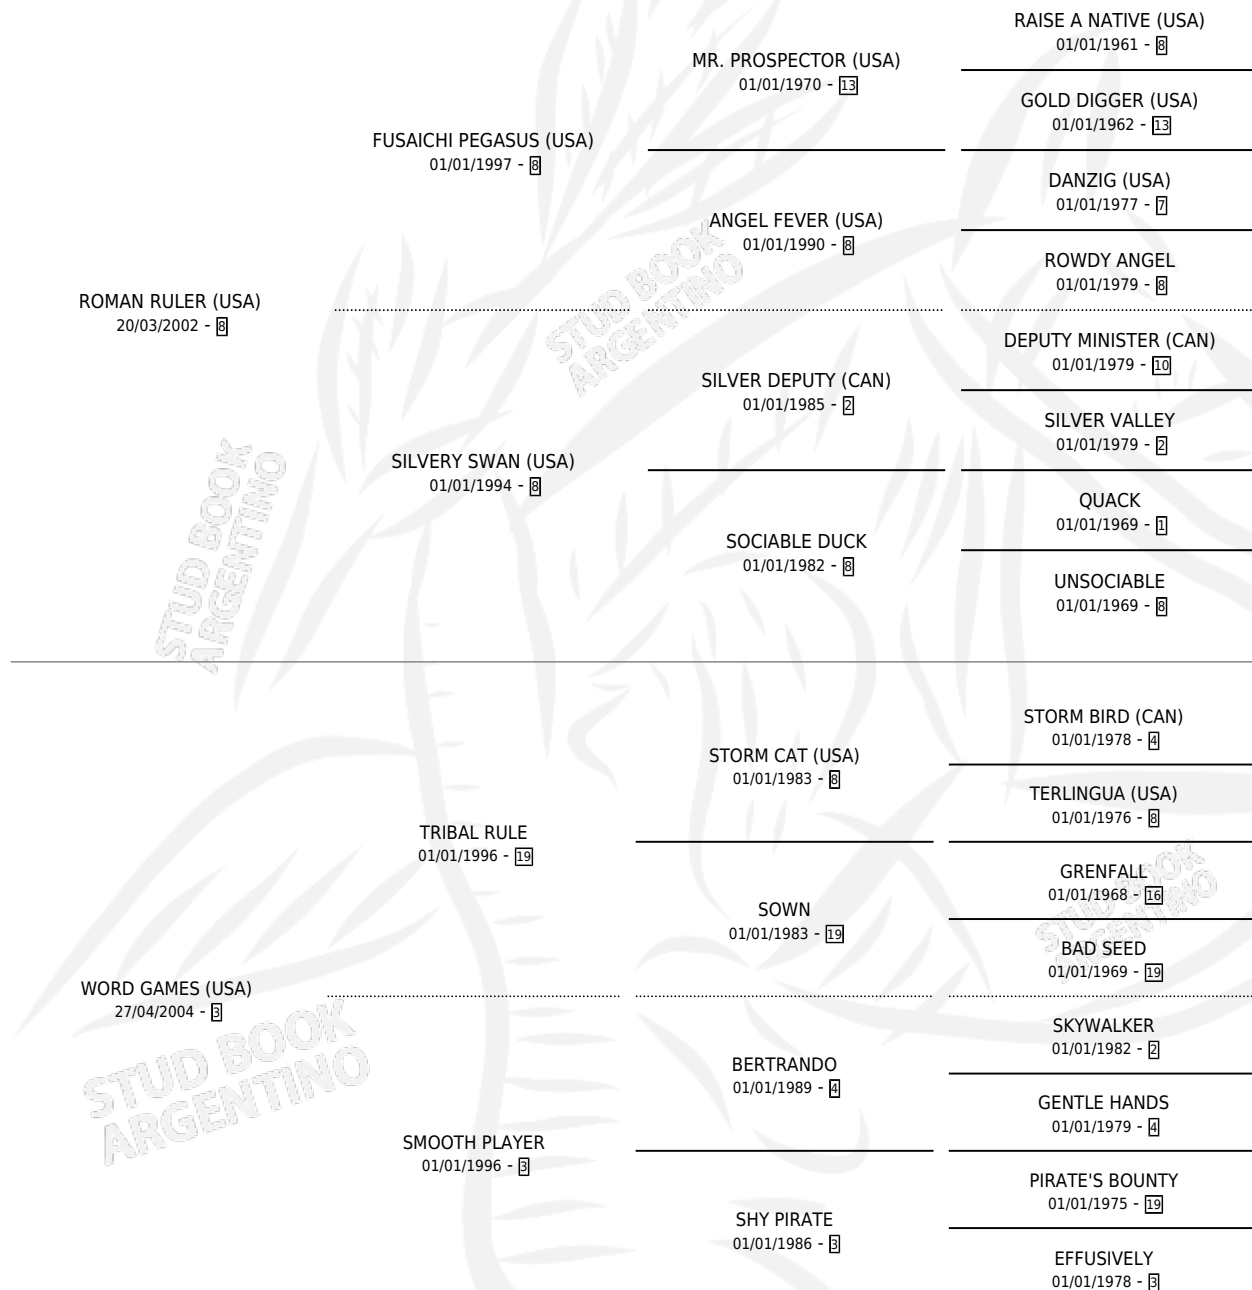 RAISE A NATIVE (USA)
01/01/1961 - 8
MR. PROSPECTOR (USA)
01/01/1970 - 13
GOLD DIGGER (USA)
01/01/1962 - 13
FUSAICHI PEGASUS (USA)
01/01/1997 - 8
DANZIG (USA)
01/01/1977 - 7
ANGEL FEVER (USA)
01/01/1990 - 8
ROWDY ANGEL
01/01/1979 - 8
ROMAN RULER (USA)
20/03/2002 - 8
DEPUTY MINISTER (CAN)
01/01/1979 - 10
SILVER DEPUTY (CAN)
01/01/1985 - 2
SILVER VALLEY
01/01/1979 - 2
SILVERY SWAN (USA)
01/01/1994 - 8
QUACK
01/01/1969 - 1
SOCIABLE DUCK
01/01/1982 - 8
UNSOCIABLE
01/01/1969 - 8
STORM BIRD (CAN)
01/01/1978 - 4
STORM CAT (USA)
01/01/1983 - 8
TERLINGUA (USA)
01/01/1976 - 8
TRIBAL RULE
01/01/1996 - 19
GRENFALL
01/01/1968 - 16
SOWN
01/01/1983 - 19
BAD SEED
01/01/1969 - 19
WORD GAMES (USA)
27/04/2004 - 3
SKYWALKER
01/01/1982 - 2
BERTRANDO
01/01/1989 - 4
GENTLE HANDS
01/01/1979 - 4
SMOOTH PLAYER
01/01/1996 - 3
PIRATE'S BOUNTY
01/01/1975 - 19
SHY PIRATE
01/01/1986 - 3
EFFUSIVELY
01/01/1978 - 3
STUD BOOK
ARGENTINO
STUD BOOK
ARGENTINO
STUD BOOK
ARGENTINO
STUD BOOK
ARGENTINO